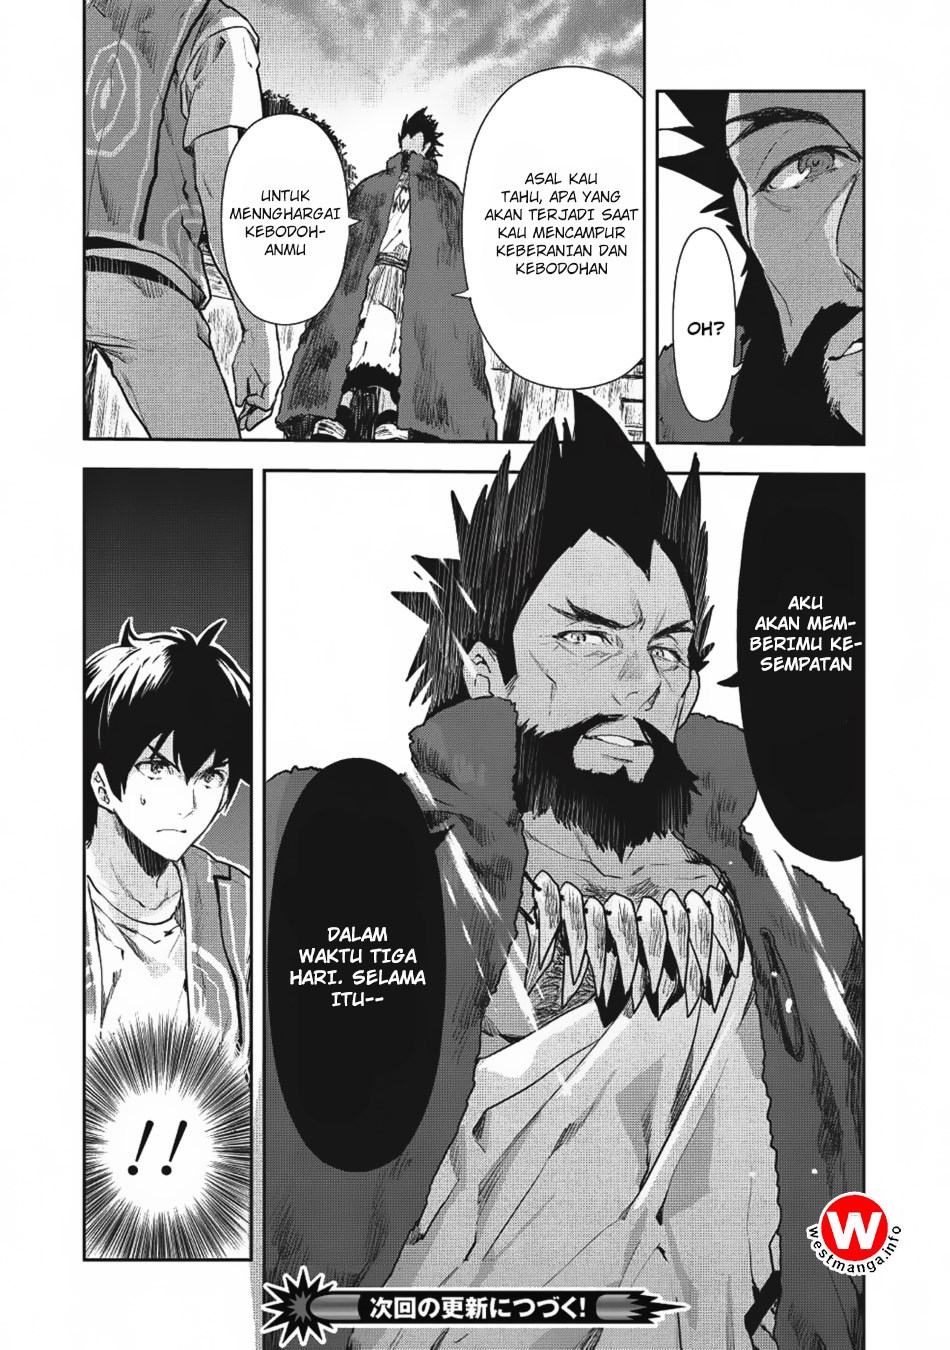 OH?
ASAL KAU
TAHU, APA YANG
AKAN TERJADI SAAT
KAU MENCAMPUR
KEBERANIAN DAN
KEBODOHAN
UNTUK
MENNGHARGAI
KEBODOH-
ANMU
AKU
AKAN MEM-
BERIMU KE-
SEMPATAN
DALAM
WAKTU TIGA
HARI. SELAMA
ITU--
!!
W
westmanga.info
次回の更新につづく!